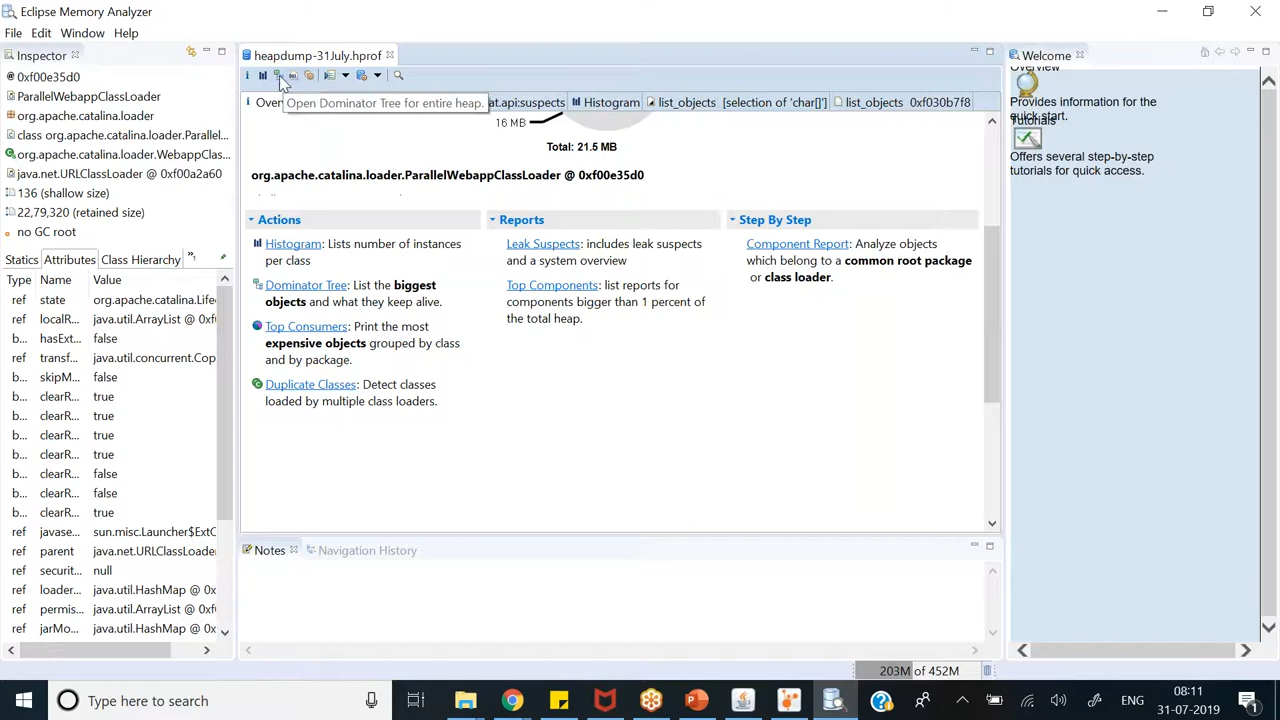 Eclipse Memory Analyzer
File Edit Window Help
Inspector
@ 0xf00e35d0
ParallelWebappClassLoader
org.apache.catalina.loader
class org.apache.catalina.loader.Parallel...
org.apache.catalina.loader.WebappClas...
java.net.URLClassLoader @ 0xf00a2a60
136 (shallow size)
22,79,320 (retained size)
no GC root
Statics Attributes Class Hierarchy »1
Type Name Value
ref state org.apache.catalina.Life
ref localR... java.util.ArrayList @ 0xf
b... hasExt... false
ref transf... java.util.concurrent.Cop
b... skipM... false
b... clearR... true
b... clearR... true
b... clearR... true
b... clearR... false
b... clearR... false
b... clearR... true
ref javase... sun.misc.Launcher$ExtC
ref parent java.net.URLClassLoader
ref securit... null
ref loader... java.util.HashMap @ 0x
ref permis... java.util.ArrayList @ 0xf
ref jarMo... java.util.HashMap @ 0x
heapdump-31July.hprof
Open Dominator Tree for entire heap.
at.api:suspects Histogram list_objects [selection of 'char[]'] list_objects 0xf030b7f8
16 MB
Total: 21.5 MB
org.apache.catalina.loader.ParallelWebappClassLoader @ 0xf00e35d0
Actions
Histogram: Lists number of instances
per class
Dominator Tree: List the biggest
objects and what they keep alive.
Top Consumers: Print the most
expensive objects grouped by class
and by package.
Duplicate Classes: Detect classes
loaded by multiple class loaders.
Reports
Leak Suspects: includes leak suspects
and a system overview
Top Components: list reports for
components bigger than 1 percent of
the total heap.
Step By Step
Component Report: Analyze objects
which belong to a common root package
or class loader.
Notes Navigation History
Welcome
Overview
Provides information for the
quick start.
Tutorials
Offers several step-by-step
tutorials for quick access.
203M of 452M
Type here to search
ENG
08:11
31-07-2019
1